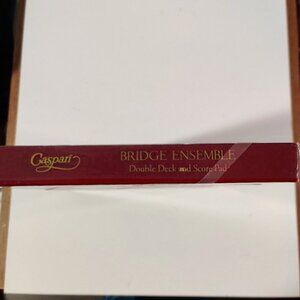 Caspari
BRIDGE ENSEMBLE
Double Deck and Score Pad